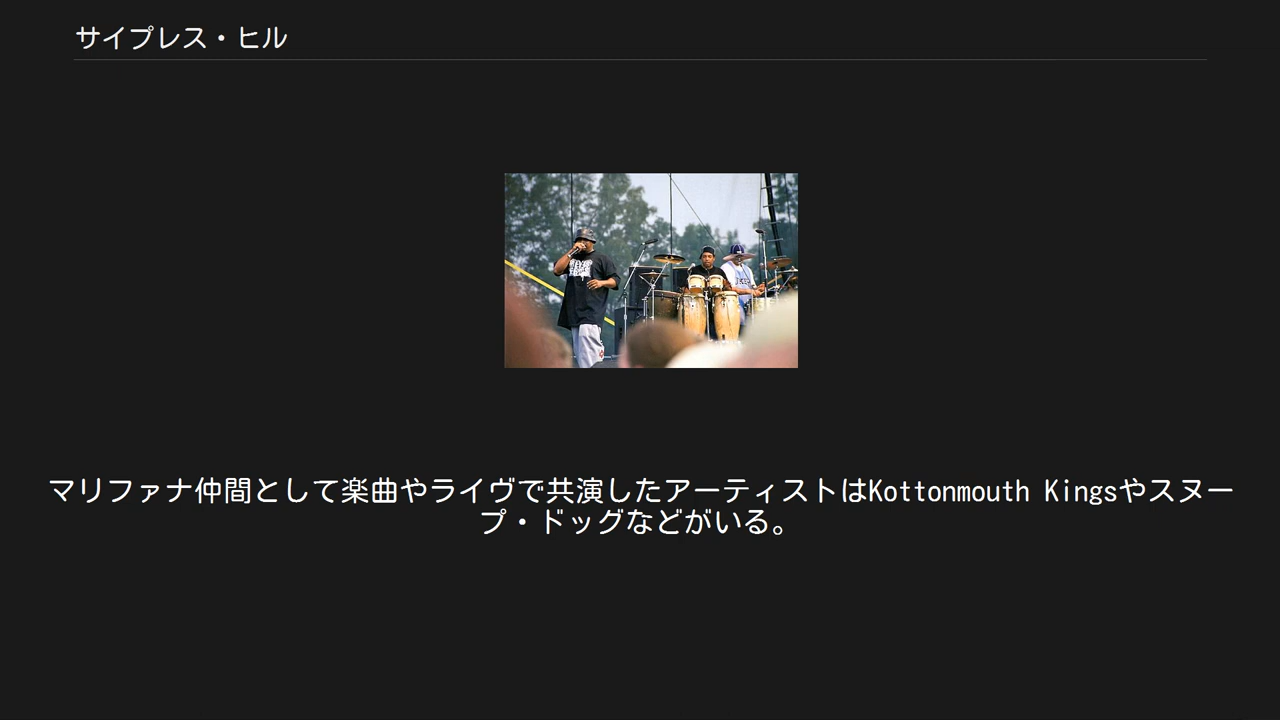 サイプレス・ヒル
マリファナ仲間として楽曲やライヴで共演したアーティストはKottonmouth Kingsやスヌー
プ・ドッグなどがいる。